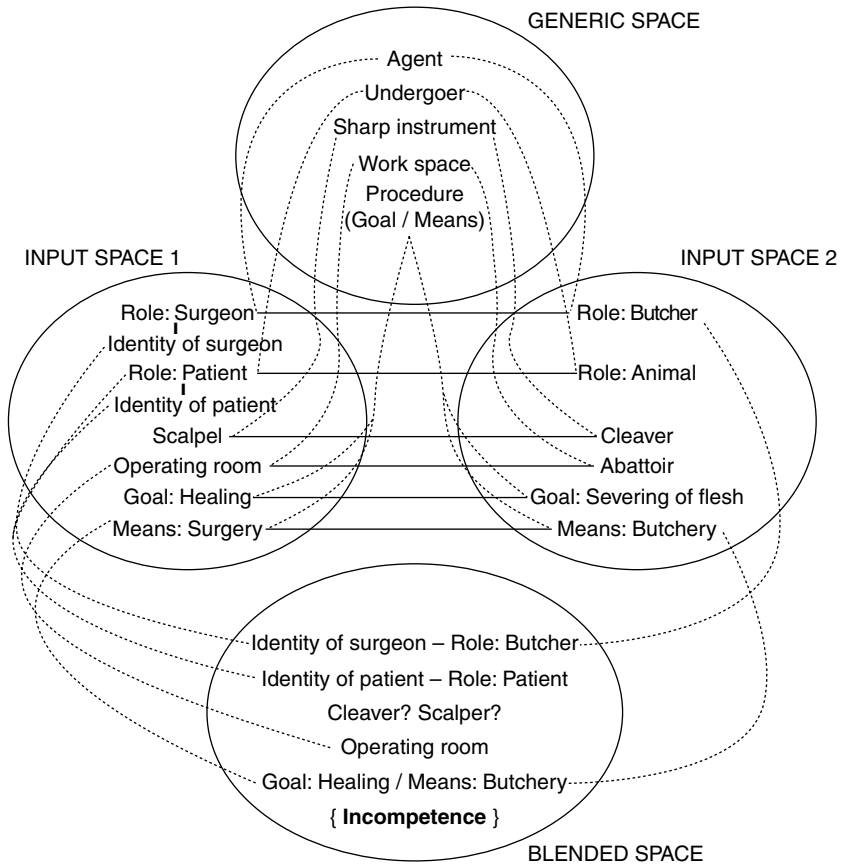 GENERIC SPACE
Agent
Undergoer
Sharp instrument
Work space
Procedure
(Goal / Means)
INPUT SPACE 1
Role: Surgeon
Identity of surgeon
Role: Patient
Identity of patient
Scalpel
Operating room
Goal: Healing
Means: Surgery
INPUT SPACE 2
Role: Butcher
Role: Animal
Cleaver
Abattoir
Goal: Severing of flesh
Means: Butchery
Identity of surgeon – Role: Butcher
Identity of patient – Role: Patient
Cleaver? Scalper?
Operating room
Goal: Healing / Means: Butchery
{ Incompetence }
BLENDED SPACE